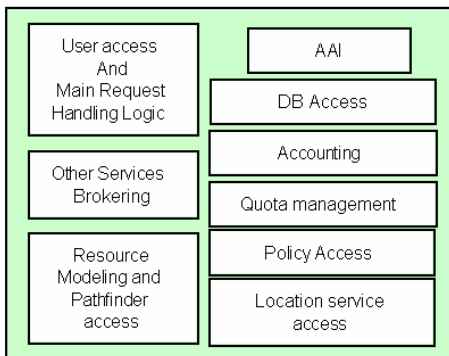 User access
And
Main Request
Handling Logic
Other Services
Brokering
Resource
Modeling and
Pathfinder
access
AAI
DB Access
Accounting
Quota management
Policy Access
Location service
access